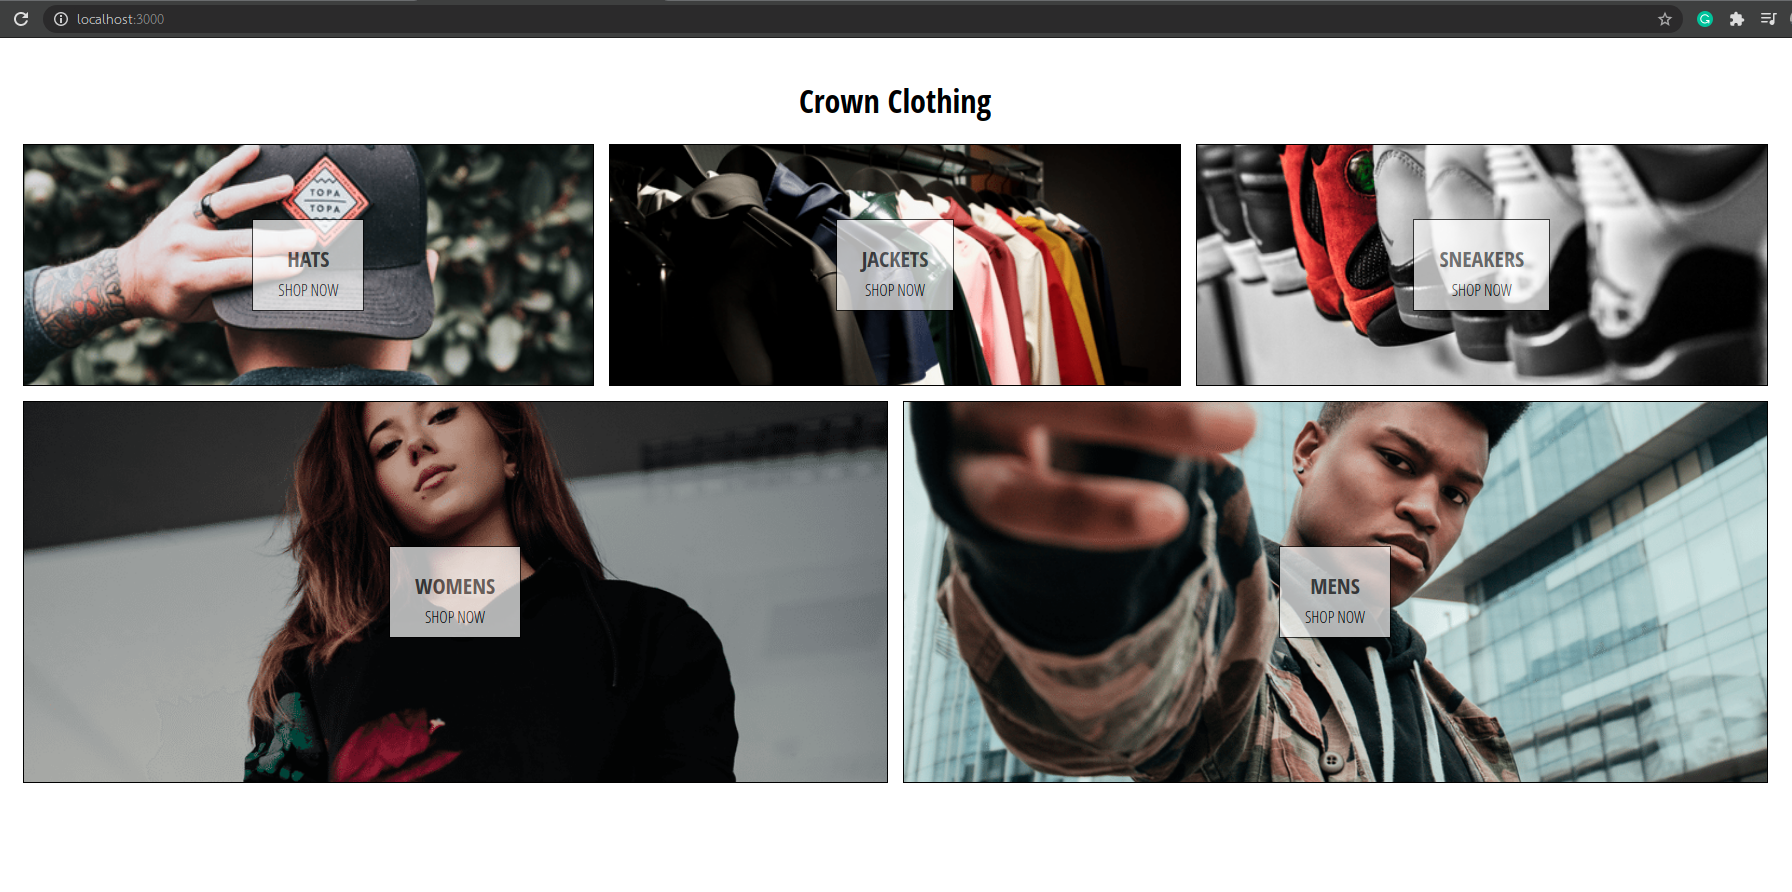 localhost:3000
Crown Clothing
TOPA
TOPA
HATS
SHOP NOW
JACKETS
SHOP NOW
SNEAKERS
SHOP NOW
WOMENS
SHOP NOW
MENS
SHOP NOW